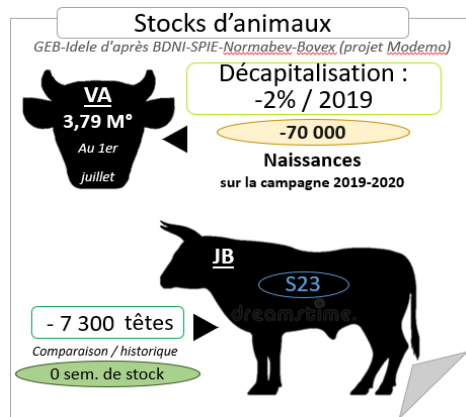 Stocks d'animaux
GEB-Idele d'après BDNI-SPIE-Normabev-Bovex (projet Modemo)
VA
3,79 M°
Au 1er
juillet
Décapitalisation :
-2% / 2019
-70 000
Naissances
sur la campagne 2019-2020
JB
S23
dreamstime.
- 7 300 têtes
Comparaison / historique
0 sem. de stock